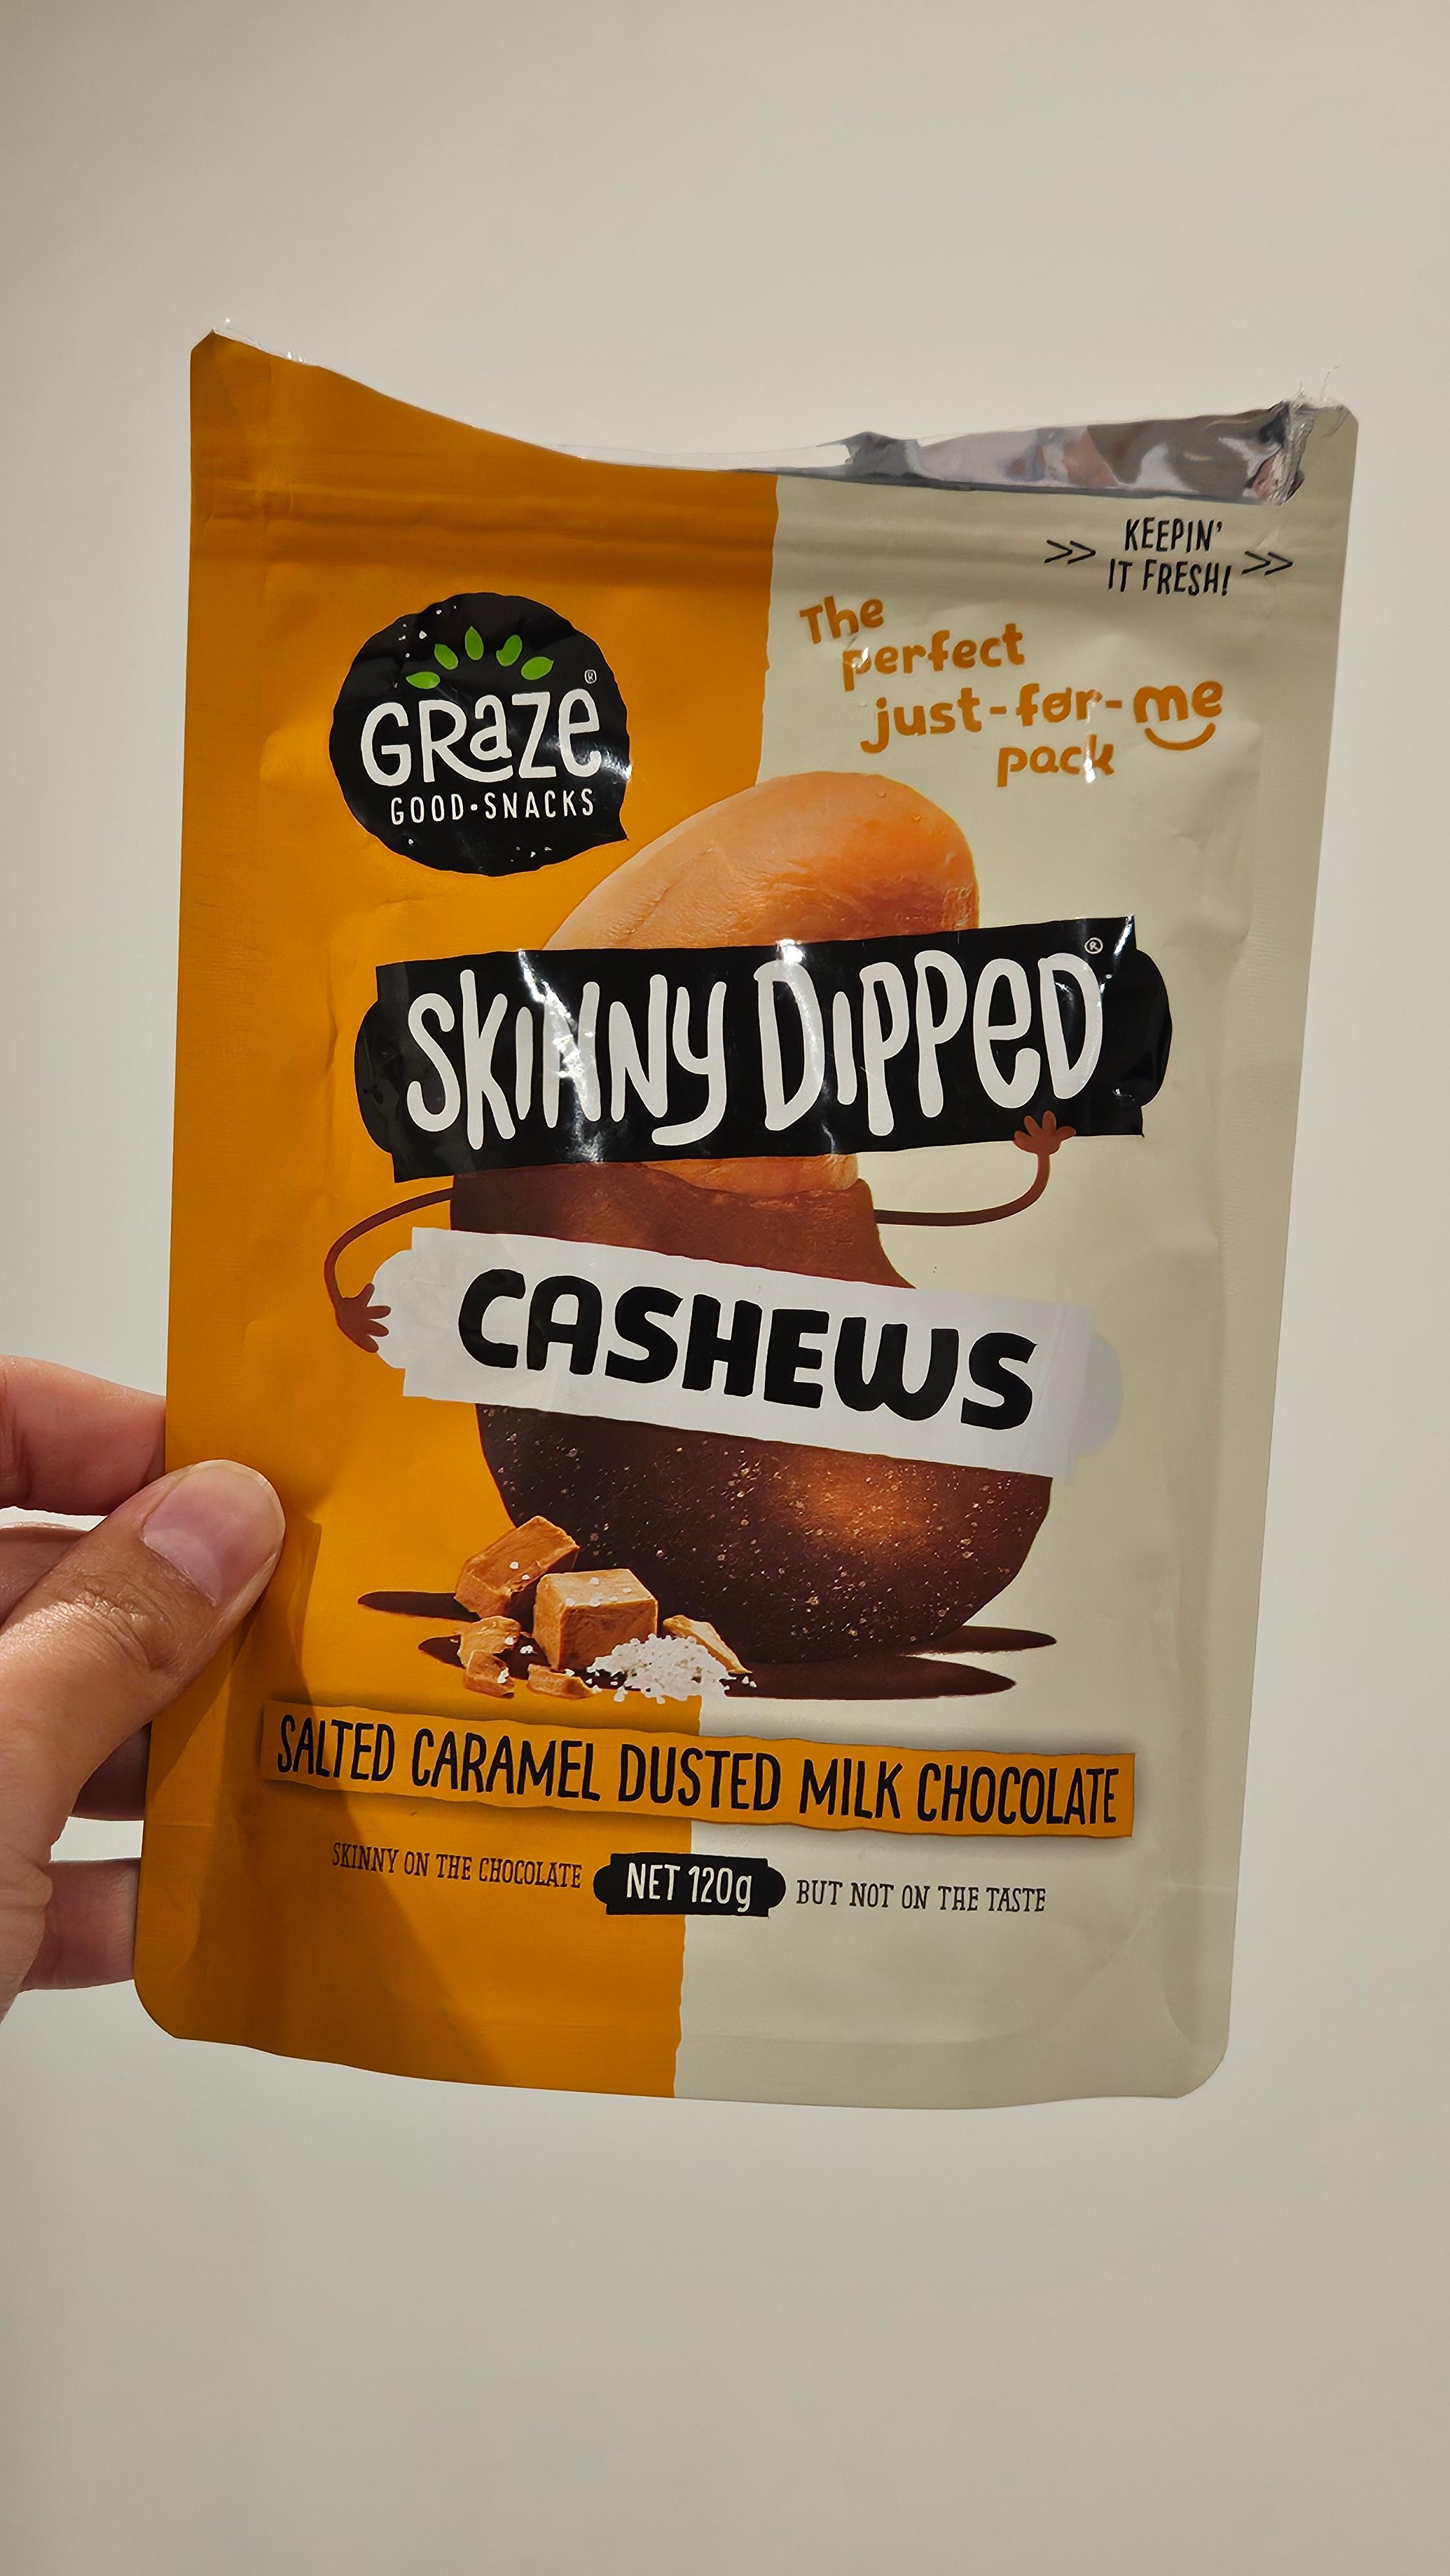 >> KEEPIN' >>
IT FRESH!
The
perfect
just-for-me
pack
GRaze®
GOOD•SNACKS
SKINNy DiPPeD®
CASHEWS
SALTED CARAMEL DUSTED MILK CHOCOLATE
SKINNY ON THE CHOCOLATE NET 120g BUT NOT ON THE TASTE